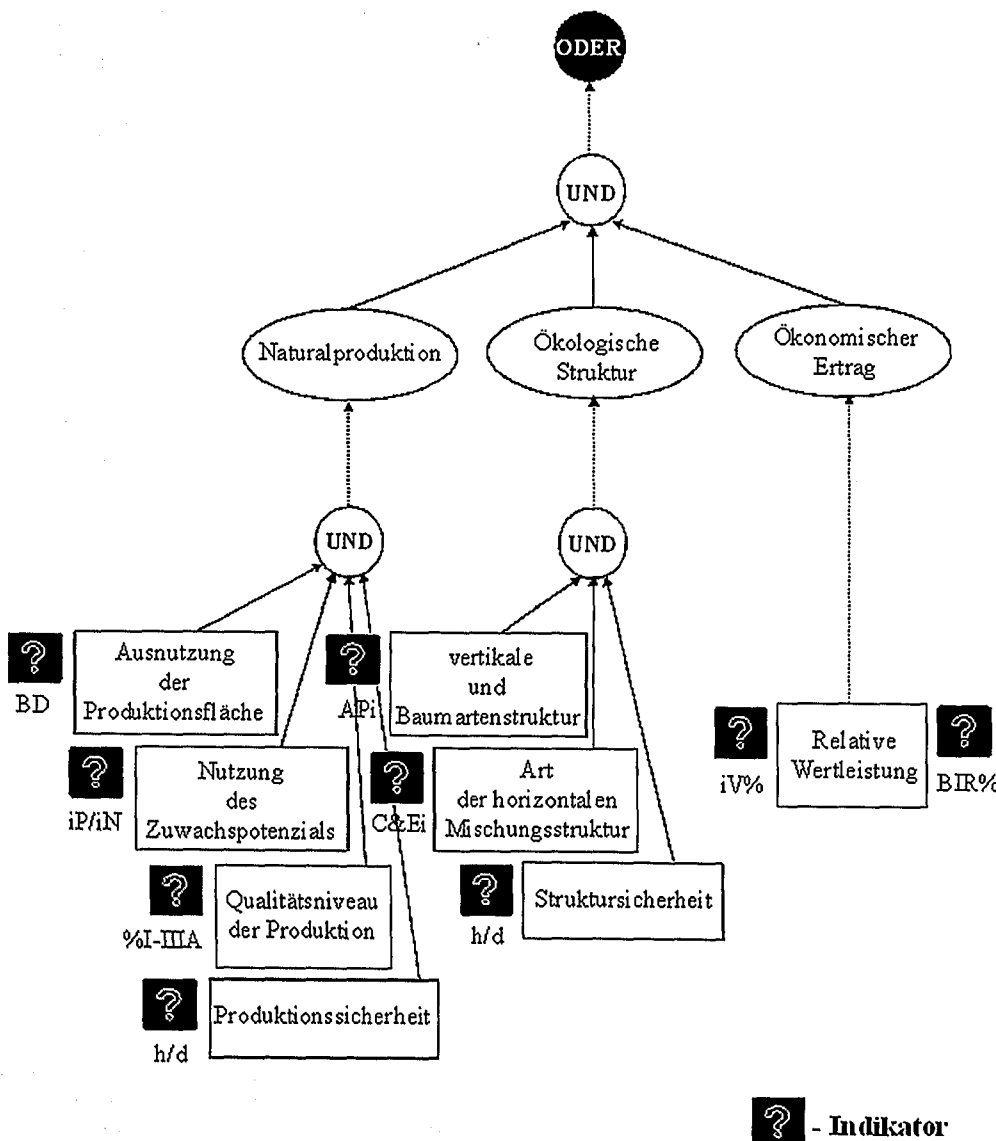 ODER
UND
Naturalproduktion
Ökologische
Struktur
Ökonomischer
Ertrag
UND
UND
?
BD
Ausnutzung
der
Produktionsfläche
?
APi
vertikale
und
Baumartenstruktur
?
iP/iN
Nutzung
des
Zuwachspotenzials
?
C&Ei
Art
der horizontalen
Mischungsstruktur
?
iV%
Relative
Wertleistung
?
BIR%
?
%I-IIIA
Qualitätsniveau
der Produktion
?
h/d
Struktursicherheit
?
h/d
Produktionssicherheit
? - Indikator